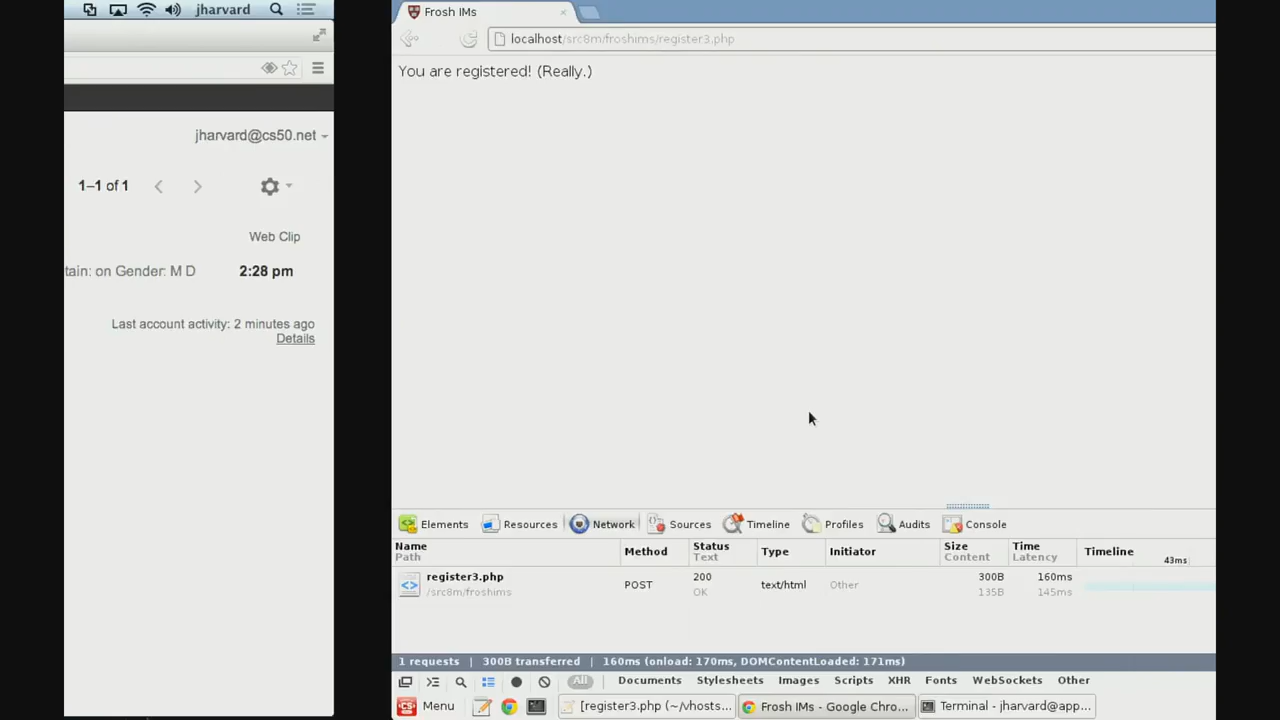 jharvard
jharvard@cs50.net
1–1 of 1
Web Clip
tain: on Gender: M D 2:28 pm
Last account activity: 2 minutes ago
Details
Frosh IMs
localhost/src8m/froshims/register3.php
You are registered! (Really.)
Elements Resources Network Sources Timeline Profiles Audits Console
Name Method Status Type Initiator Size Time Timeline
Path Text Content Latency 43ms
register3.php POST 200 text/html Other 300B 160ms
/src8m/froshims OK 135B 145ms
1 requests | 300B transferred | 160ms (onload: 170ms, DOMContentLoaded: 171ms)
All Documents Stylesheets Images Scripts XHR Fonts WebSockets Other
CS50 Menu [register3.php (~/vhosts... Frosh IMs - Google Chro... Terminal - jharvard@app...